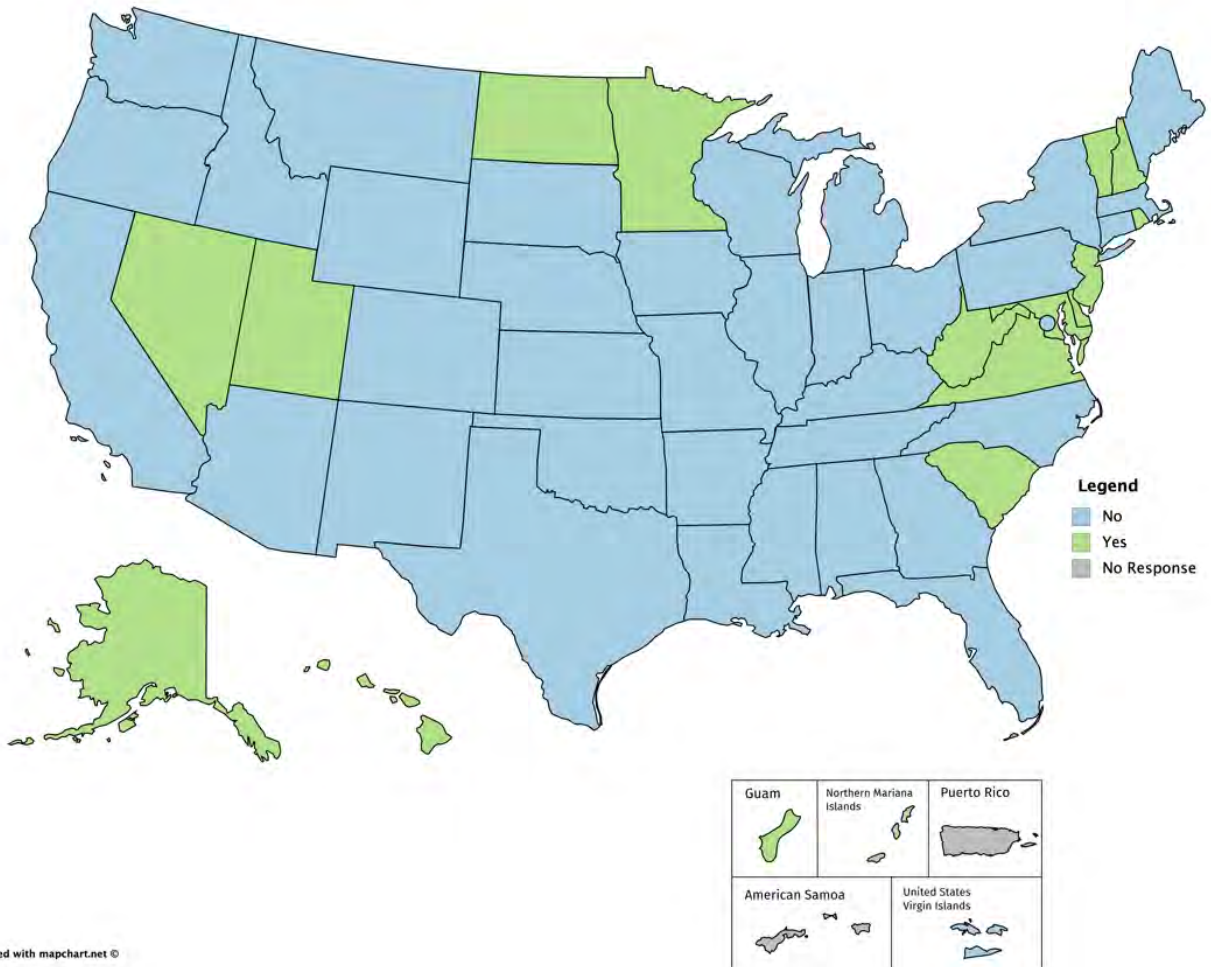 Legend
No
Yes
No Response
Guam
Northern Mariana
Islands
Puerto Rico
American Samoa
United States
Virgin Islands
ed with mapchart.net ©